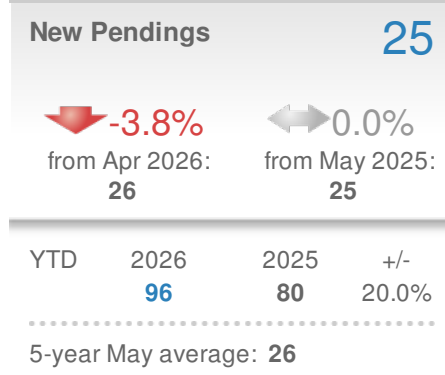 New Pendings 25
-3.8% 0.0%
from Apr 2026: from May 2025:
26 25
YTD 2026 2025 +/-
96 80 20.0%
5-year May average: 26